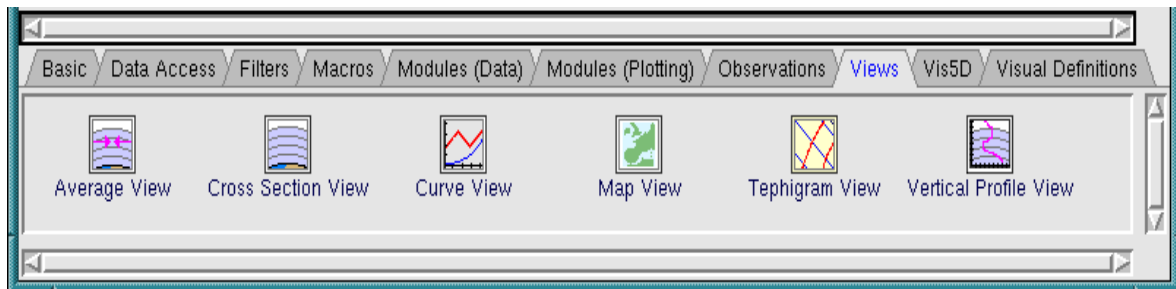 Basic Data Access Filters Macros Modules (Data) Modules (Plotting) Observations Views Vis5D Visual Definitions
Average View Cross Section View Curve View Map View Tephigram View Vertical Profile View